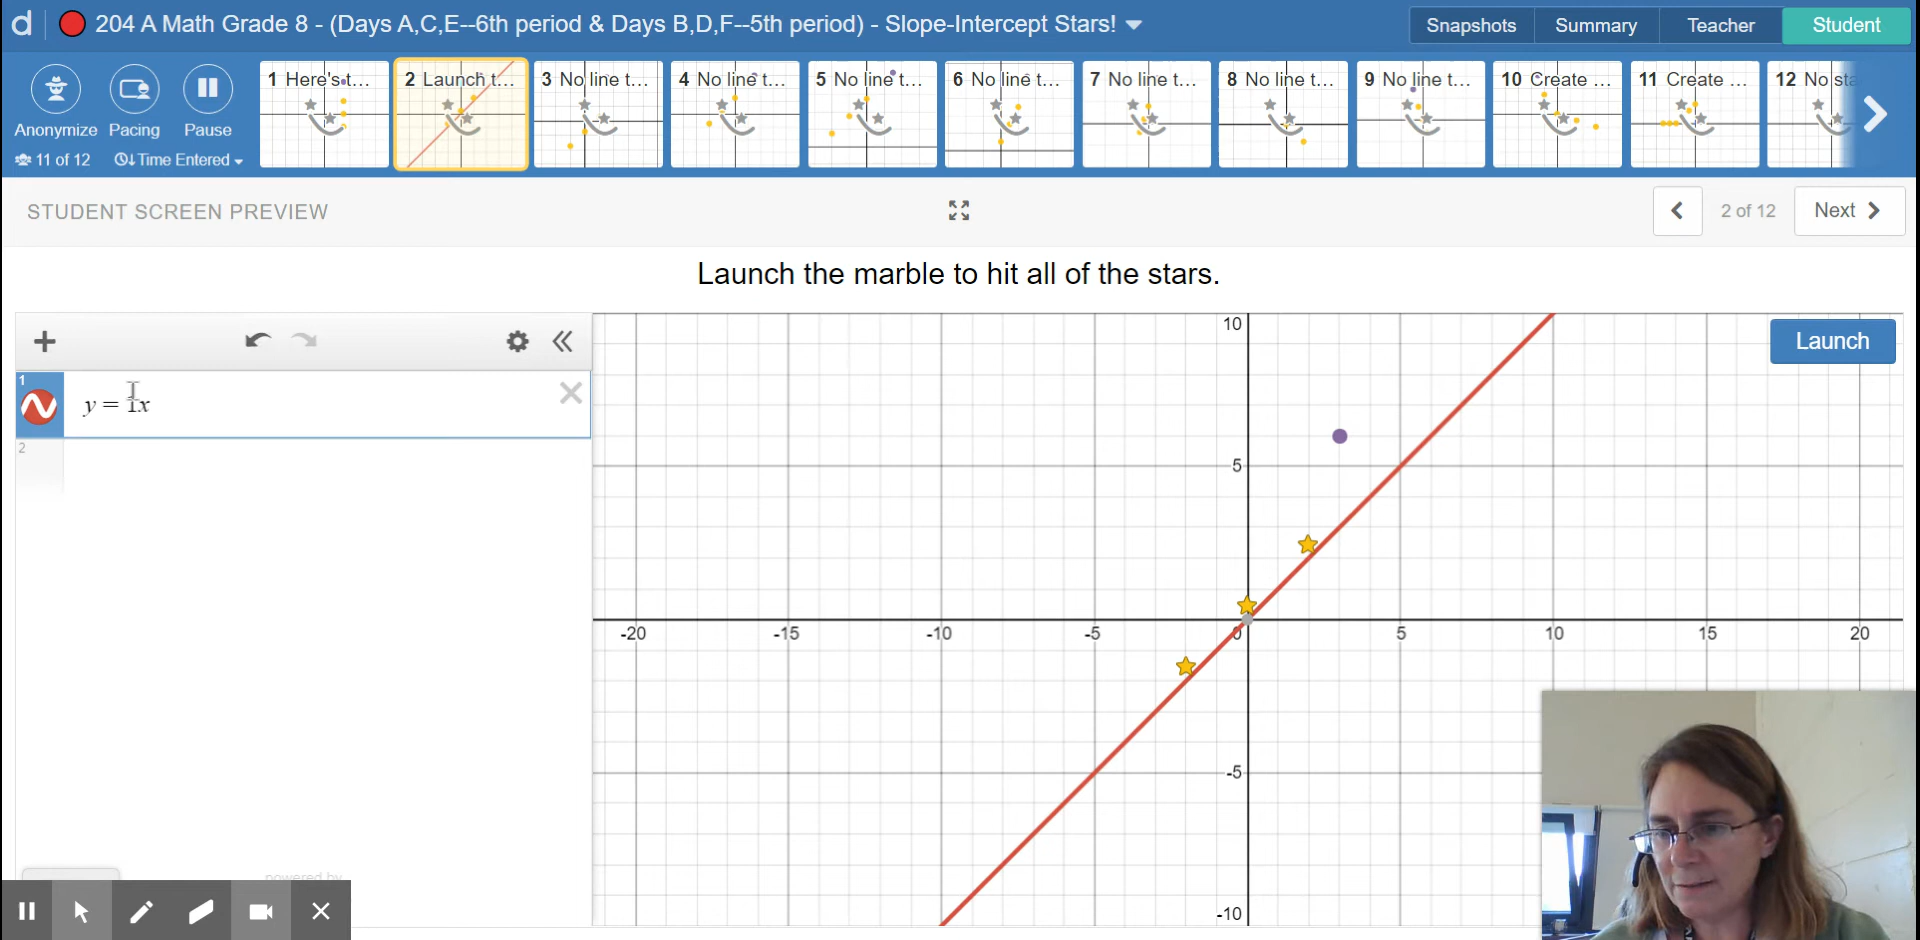 d 204 A Math Grade 8 - (Days A,C,E--6th period & Days B,D,F--5th period) - Slope-Intercept Stars!
Snapshots Summary Teacher Student
Anonymize Pacing Pause
11 of 12 Time Entered
1 Here's t...
2 Launch t...
3 No line t...
4 No line t...
5 No line t...
6 No line t...
7 No line t...
8 No line t...
9 No line t...
10 Create ...
11 Create ...
12 No sta
STUDENT SCREEN PREVIEW
2 of 12 Next
Launch the marble to hit all of the stars.
1
y = 1x
2
powered by
Launch
10
5
-20 -15 -10 -5 0 5 10 15 20
-5
-10